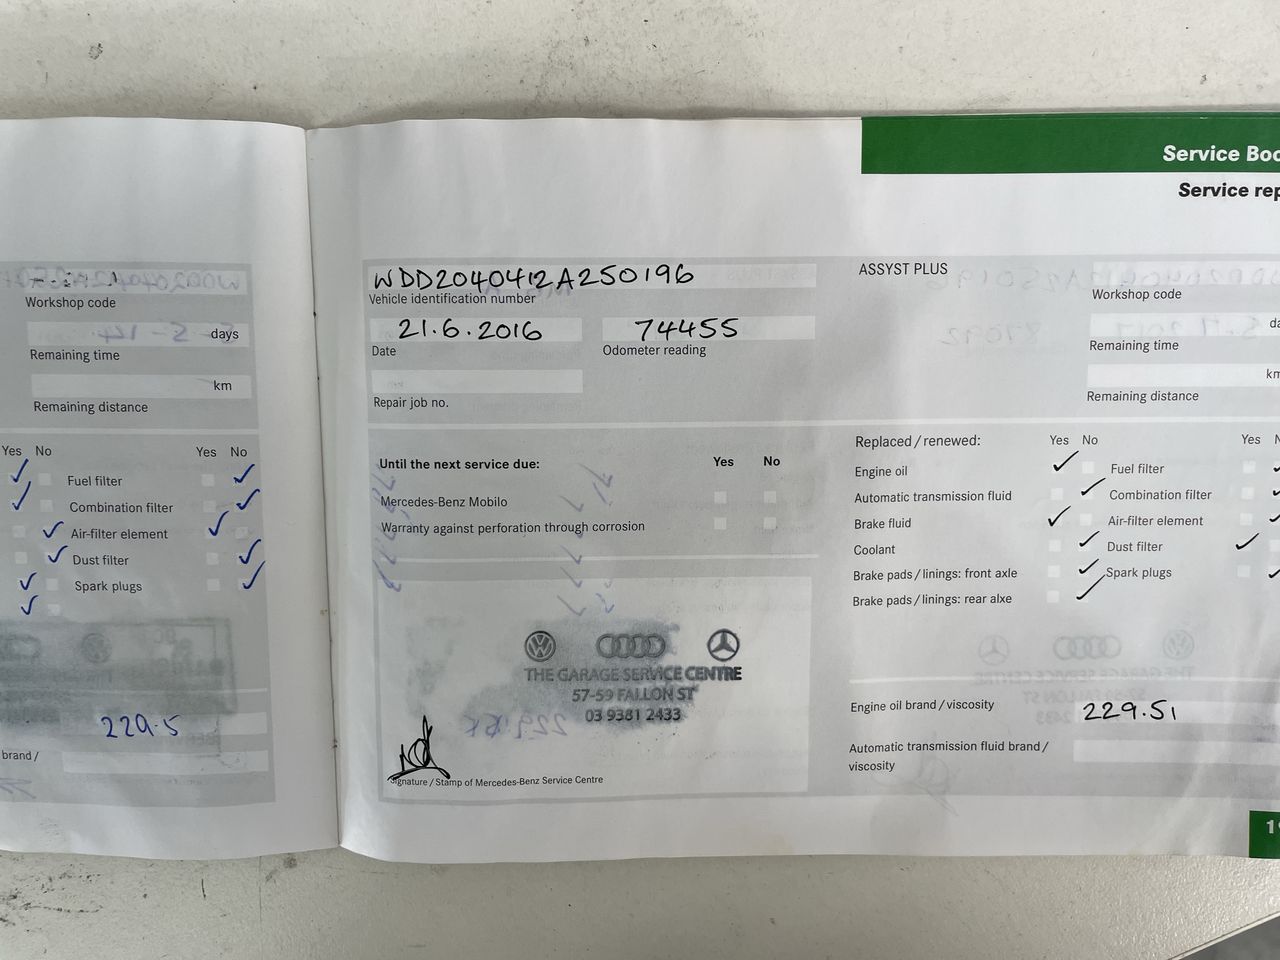 Workshop code
days
Remaining time
km
Remaining distance
Yes No Yes No
Fuel filter
Combination filter
Air-filter element
Dust filter
Spark plugs
229.5
brand /
Service Boo
Service rep
WDD2040412A250196
Vehicle identification number
21.6.2016 74455
Date Odometer reading
Repair job no.
Until the next service due: Yes No
Mercedes-Benz Mobilo
Warranty against perforation through corrosion
THE GARAGE SERVICE CENTRE
57-59 FALLON ST
03 9381 2433
Signature / Stamp of Mercedes-Benz Service Centre
ASSYST PLUS
Workshop code
da
Remaining time
km
Remaining distance
Replaced / renewed: Yes No Yes N
Engine oil Fuel filter
Automatic transmission fluid Combination filter
Brake fluid Air-filter element
Coolant Dust filter
Brake pads / linings: front axle Spark plugs
Brake pads / linings: rear alxe
Engine oil brand / viscosity 229.51
Automatic transmission fluid brand /
viscosity